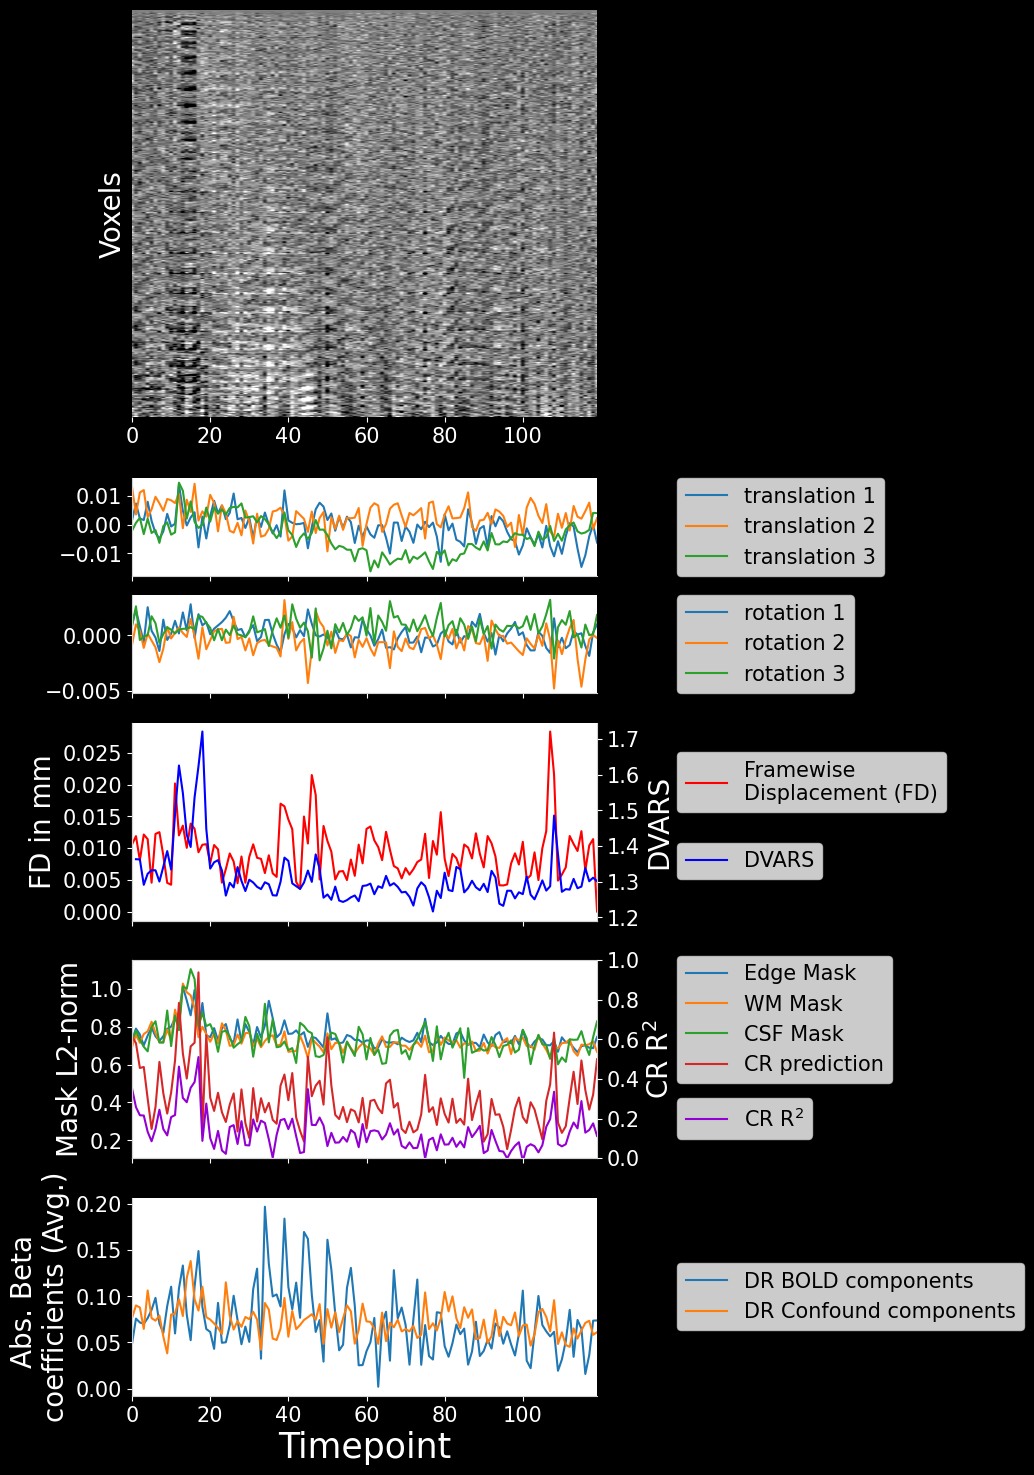 Voxels
0 20 40 60 80 100
0.01
0.00
−0.01
translation 1
translation 2
translation 3
0.000
−0.005
rotation 1
rotation 2
rotation 3
FD in mm
0.025
0.020
0.015
0.010
0.005
0.000
1.7
1.6
1.5
1.4
1.3
1.2
DVARS
Framewise
Displacement (FD)
DVARS
Mask L2-norm
1.0
0.8
0.6
0.4
0.2
1.0
0.8
0.6
0.4
0.2
0.0
CR R²
Edge Mask
WM Mask
CSF Mask
CR prediction
CR R²
Abs. Beta
coefficients (Avg.)
0.20
0.15
0.10
0.05
0.00
DR BOLD components
DR Confound components
0 20 40 60 80 100
Timepoint